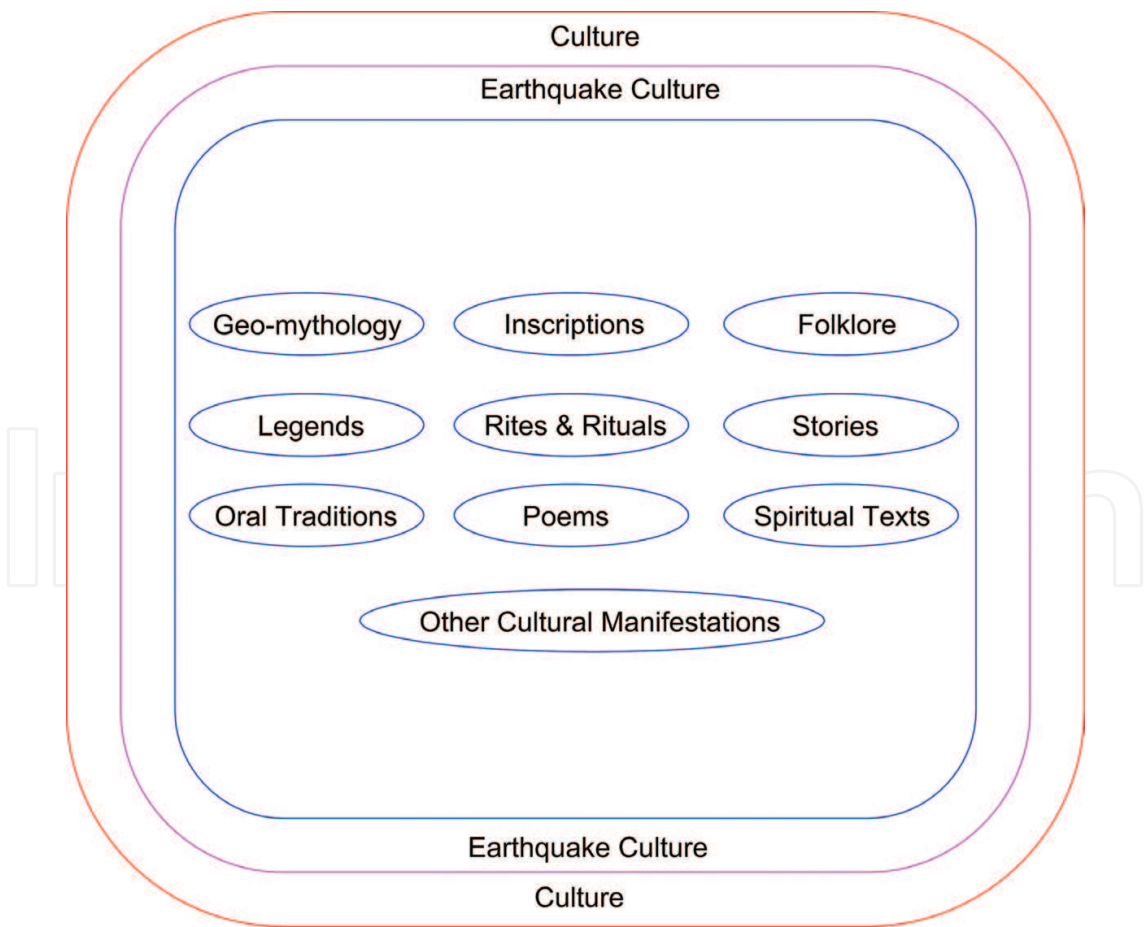 Culture
Earthquake Culture
Geo-mythology
Inscriptions
Folklore
Legends
Rites & Rituals
Stories
Oral Traditions
Poems
Spiritual Texts
Other Cultural Manifestations
Earthquake Culture
Culture